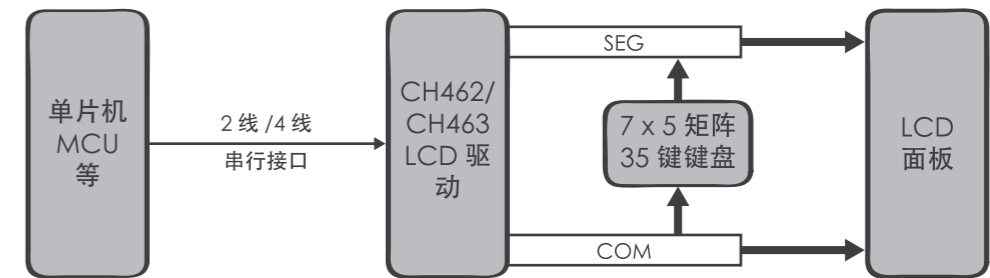 单片机
MCU
等
2 线 /4 线
串行接口
CH462/
CH463
LCD 驱
动
SEG
7 x 5 矩阵
35 键键盘
COM
LCD
面板